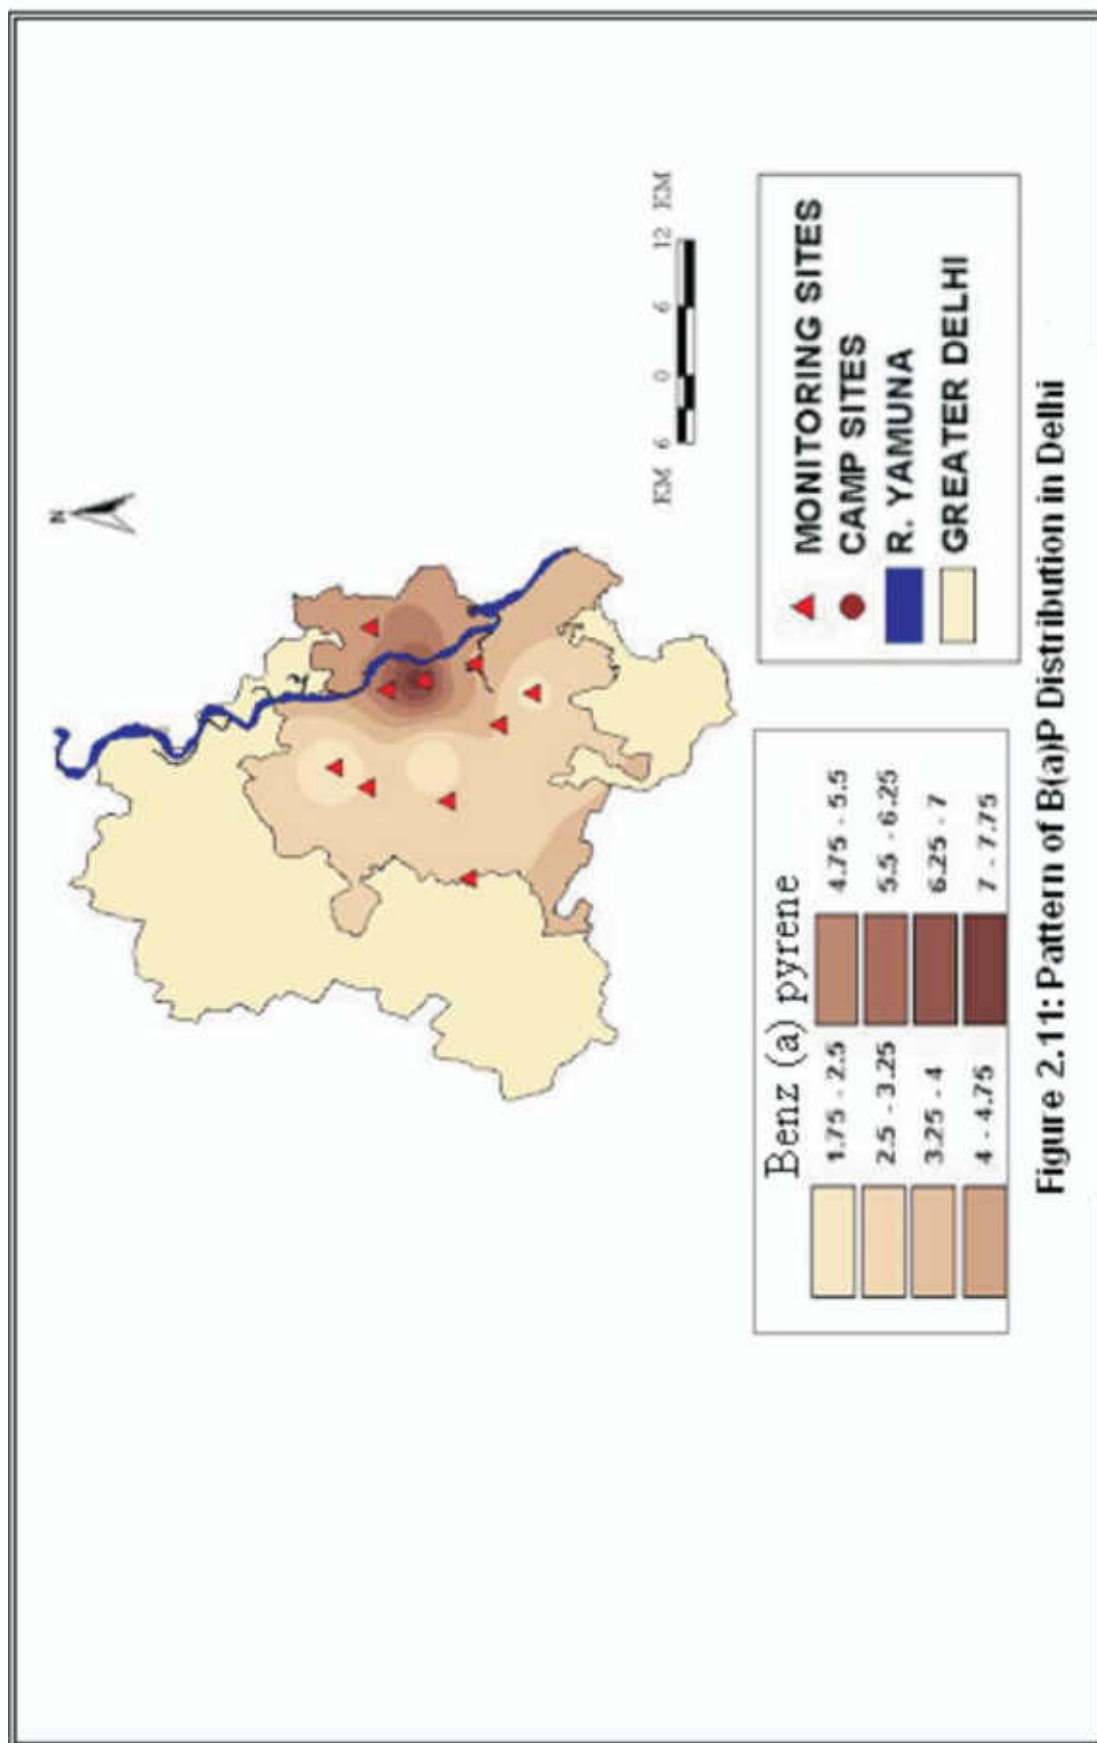 N
KM 6 0 6 12 KM
Benz (a) pyrene
1.75 - 2.5 4.75 - 5.5
2.5 - 3.25 5.5 - 6.25
3.25 - 4 6.25 - 7
4 - 4.75 7 - 7.75
MONITORING SITES
CAMP SITES
R. YAMUNA
GREATER DELHI
Figure 2.11: Pattern of B(a)P Distribution in Delhi